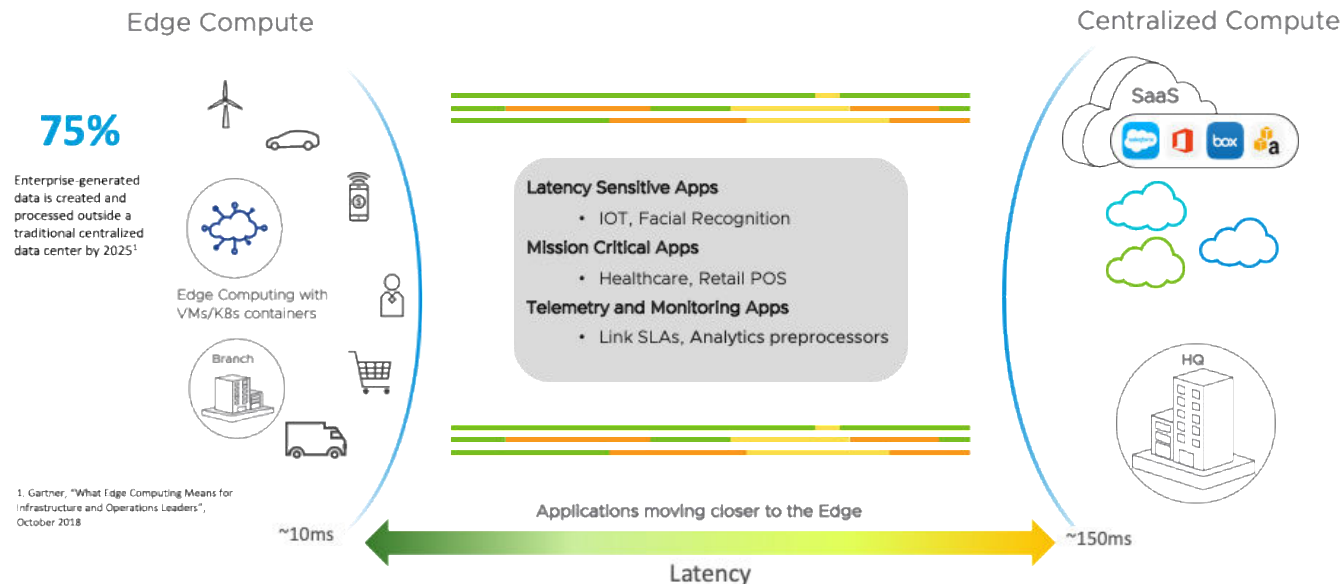 Edge Compute
Centralized Compute
75%
Enterprise-generated
data is created and
processed outside a
traditional centralized
data center by 2025¹
Edge Computing with
VMs/K8s containers
Branch
$
1. Gartner, "What Edge Computing Means for
Infrastructure and Operations Leaders",
October 2018
Latency Sensitive Apps
• IOT, Facial Recognition
Mission Critical Apps
• Healthcare, Retail POS
Telemetry and Monitoring Apps
• Link SLAs, Analytics preprocessors
SaaS
salesforce
box
a
HQ
~10ms
Applications moving closer to the Edge
~150ms
Latency